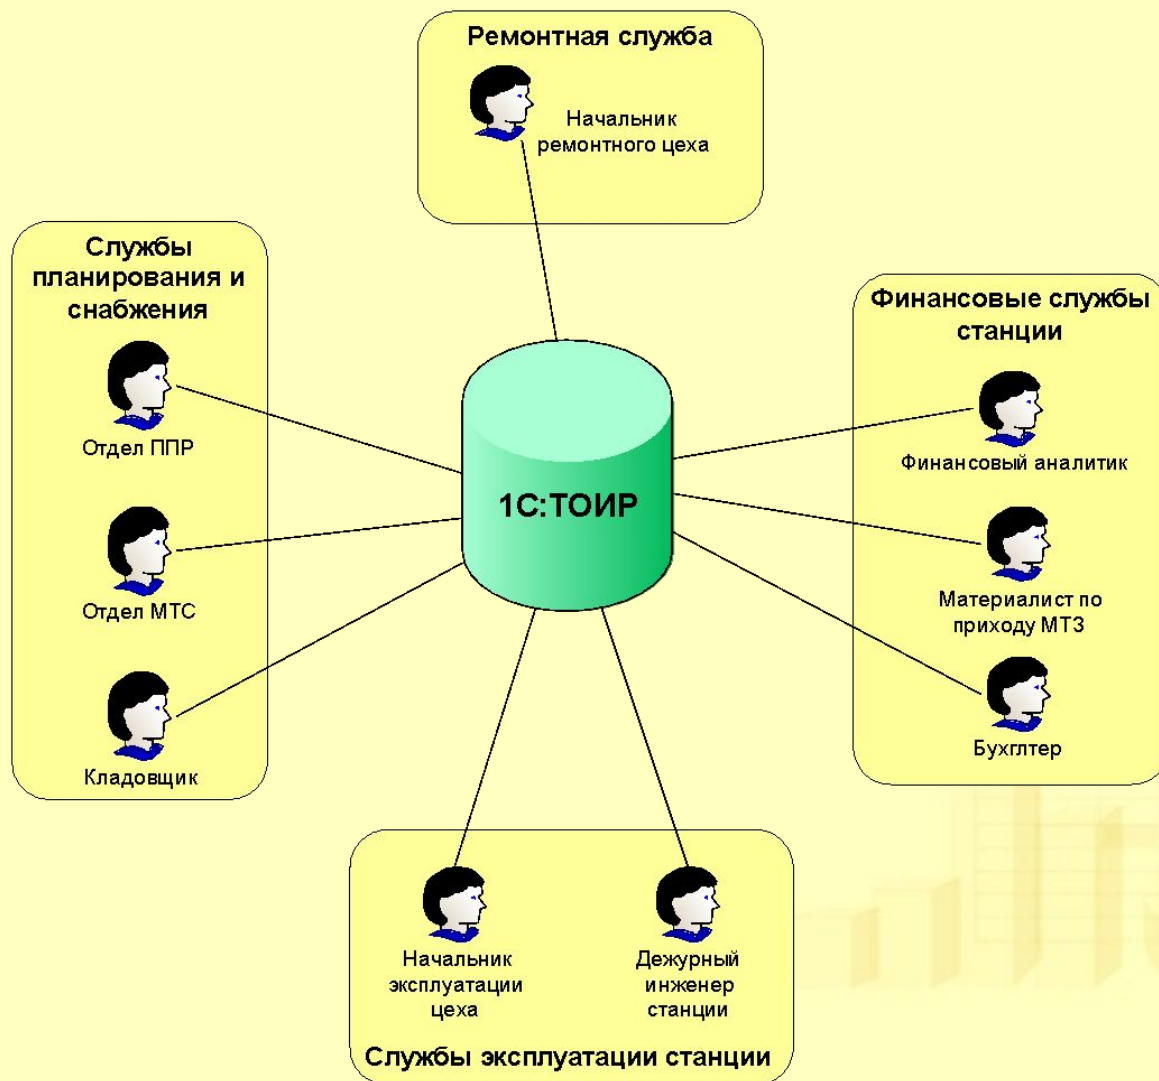 Ремонтная служба
Начальник
ремонтного цеха
Службы
планирования и
снабжения
Отдел ППР
Отдел МТС
Кладовщик
1С:ТОИР
Финансовые службы
станции
Финансовый аналитик
Материалист по
приходу МТЗ
Бухглтер
Начальник
эксплуатации
цеха
Дежурный
инженер
станции
Службы эксплуатации станции